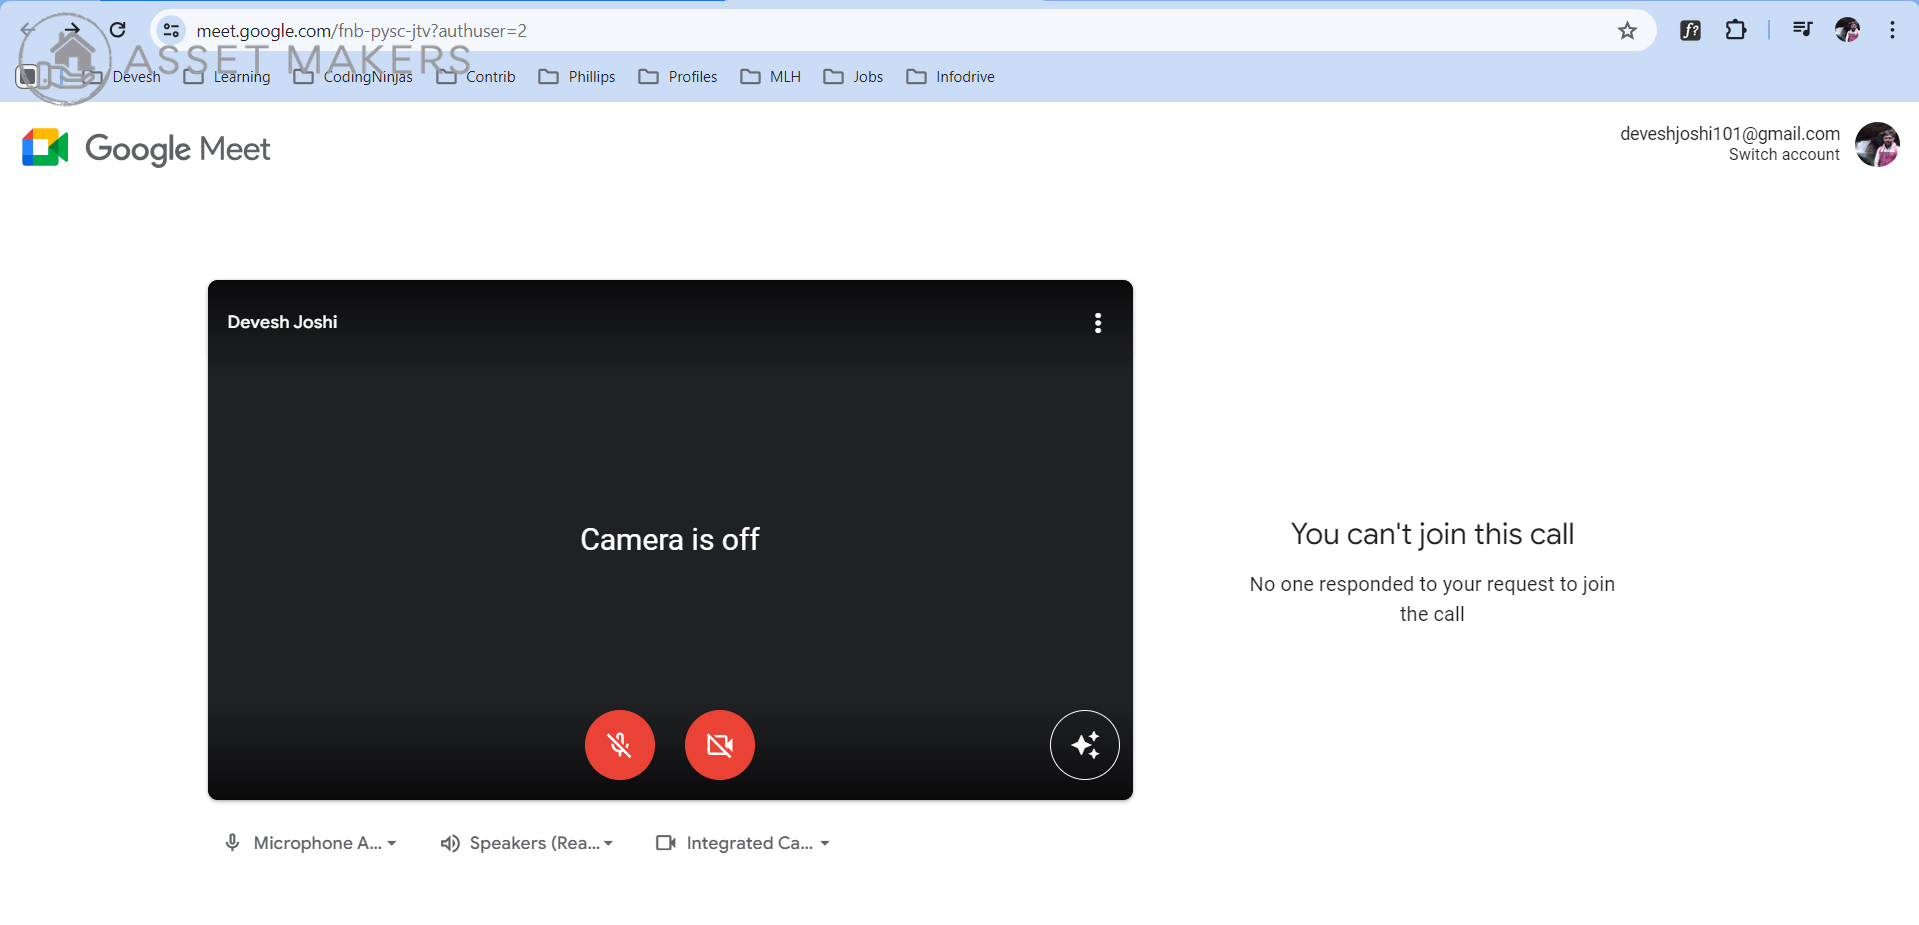 meet.google.com/fnb-pysc-jtv?authuser=2
ASSET MAKERS
Devesh Learning CodingNinjas Contrib Phillips Profiles MLH Jobs Infodrive
Google Meet
deveshjoshi101@gmail.com
Switch account
Devesh Joshi
Camera is off
You can't join this call
No one responded to your request to join
the call
Microphone A... Speakers (Rea... Integrated Ca...